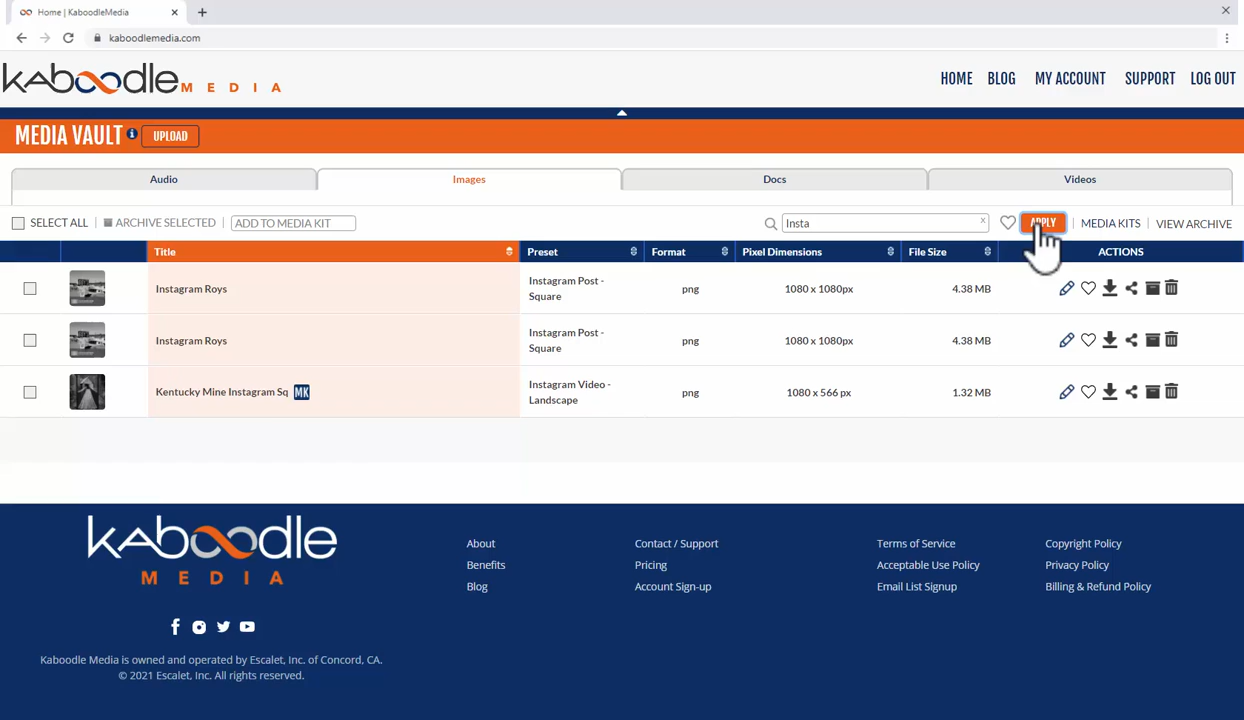 Home | KaboodleMedia
kaboodlemedia.com
kaboodle MEDIA
HOME BLOG MY ACCOUNT SUPPORT LOG OUT
MEDIA VAULT i UPLOAD
Audio Images Docs Videos
SELECT ALL | ARCHIVE SELECTED | ADD TO MEDIA KIT Insta x APPLY | MEDIA KITS | VIEW ARCHIVE
Title Preset Format Pixel Dimensions File Size ACTIONS
Instagram Roys Instagram Post - png 1080 x 1080px 4.38 MB
Square
Instagram Roys Instagram Post - png 1080 x 1080px 4.38 MB
Square
Kentucky Mine Instagram Sq MK Instagram Video - png 1080 x 566 px 1.32 MB
Landscape
kaboodle
MEDIA
About Contact / Support Terms of Service Copyright Policy
Benefits Pricing Acceptable Use Policy Privacy Policy
Blog Account Sign-up Email List Signup Billing & Refund Policy
Kaboodle Media is owned and operated by Escalet, Inc. of Concord, CA.
© 2021 Escalet, Inc. All rights reserved.